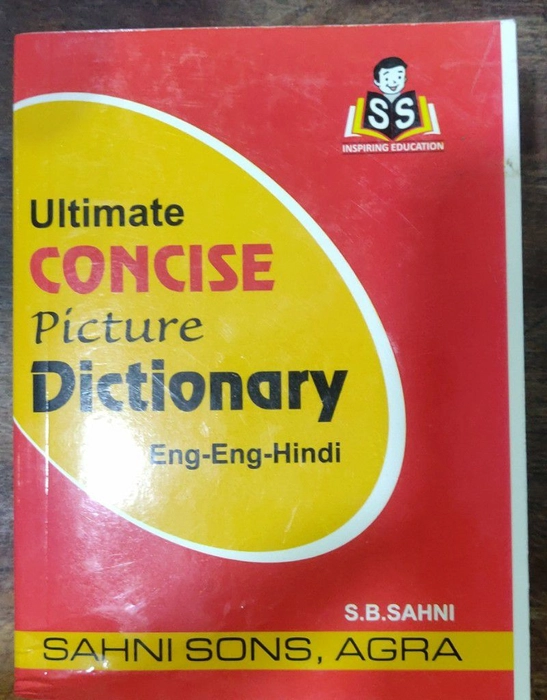 SS
INSPIRING EDUCATION
Ultimate
CONCISE
Picture
Dictionary
Eng-Eng-Hindi
S.B.SAHNI
SAHNI SONS, AGRA